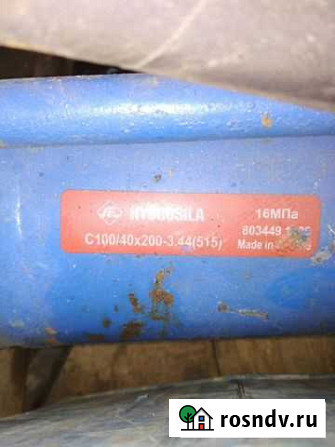 HYDROSILA
16МПа
C100/40x200-3.44(515)
803449
Made in
rosndv.ru